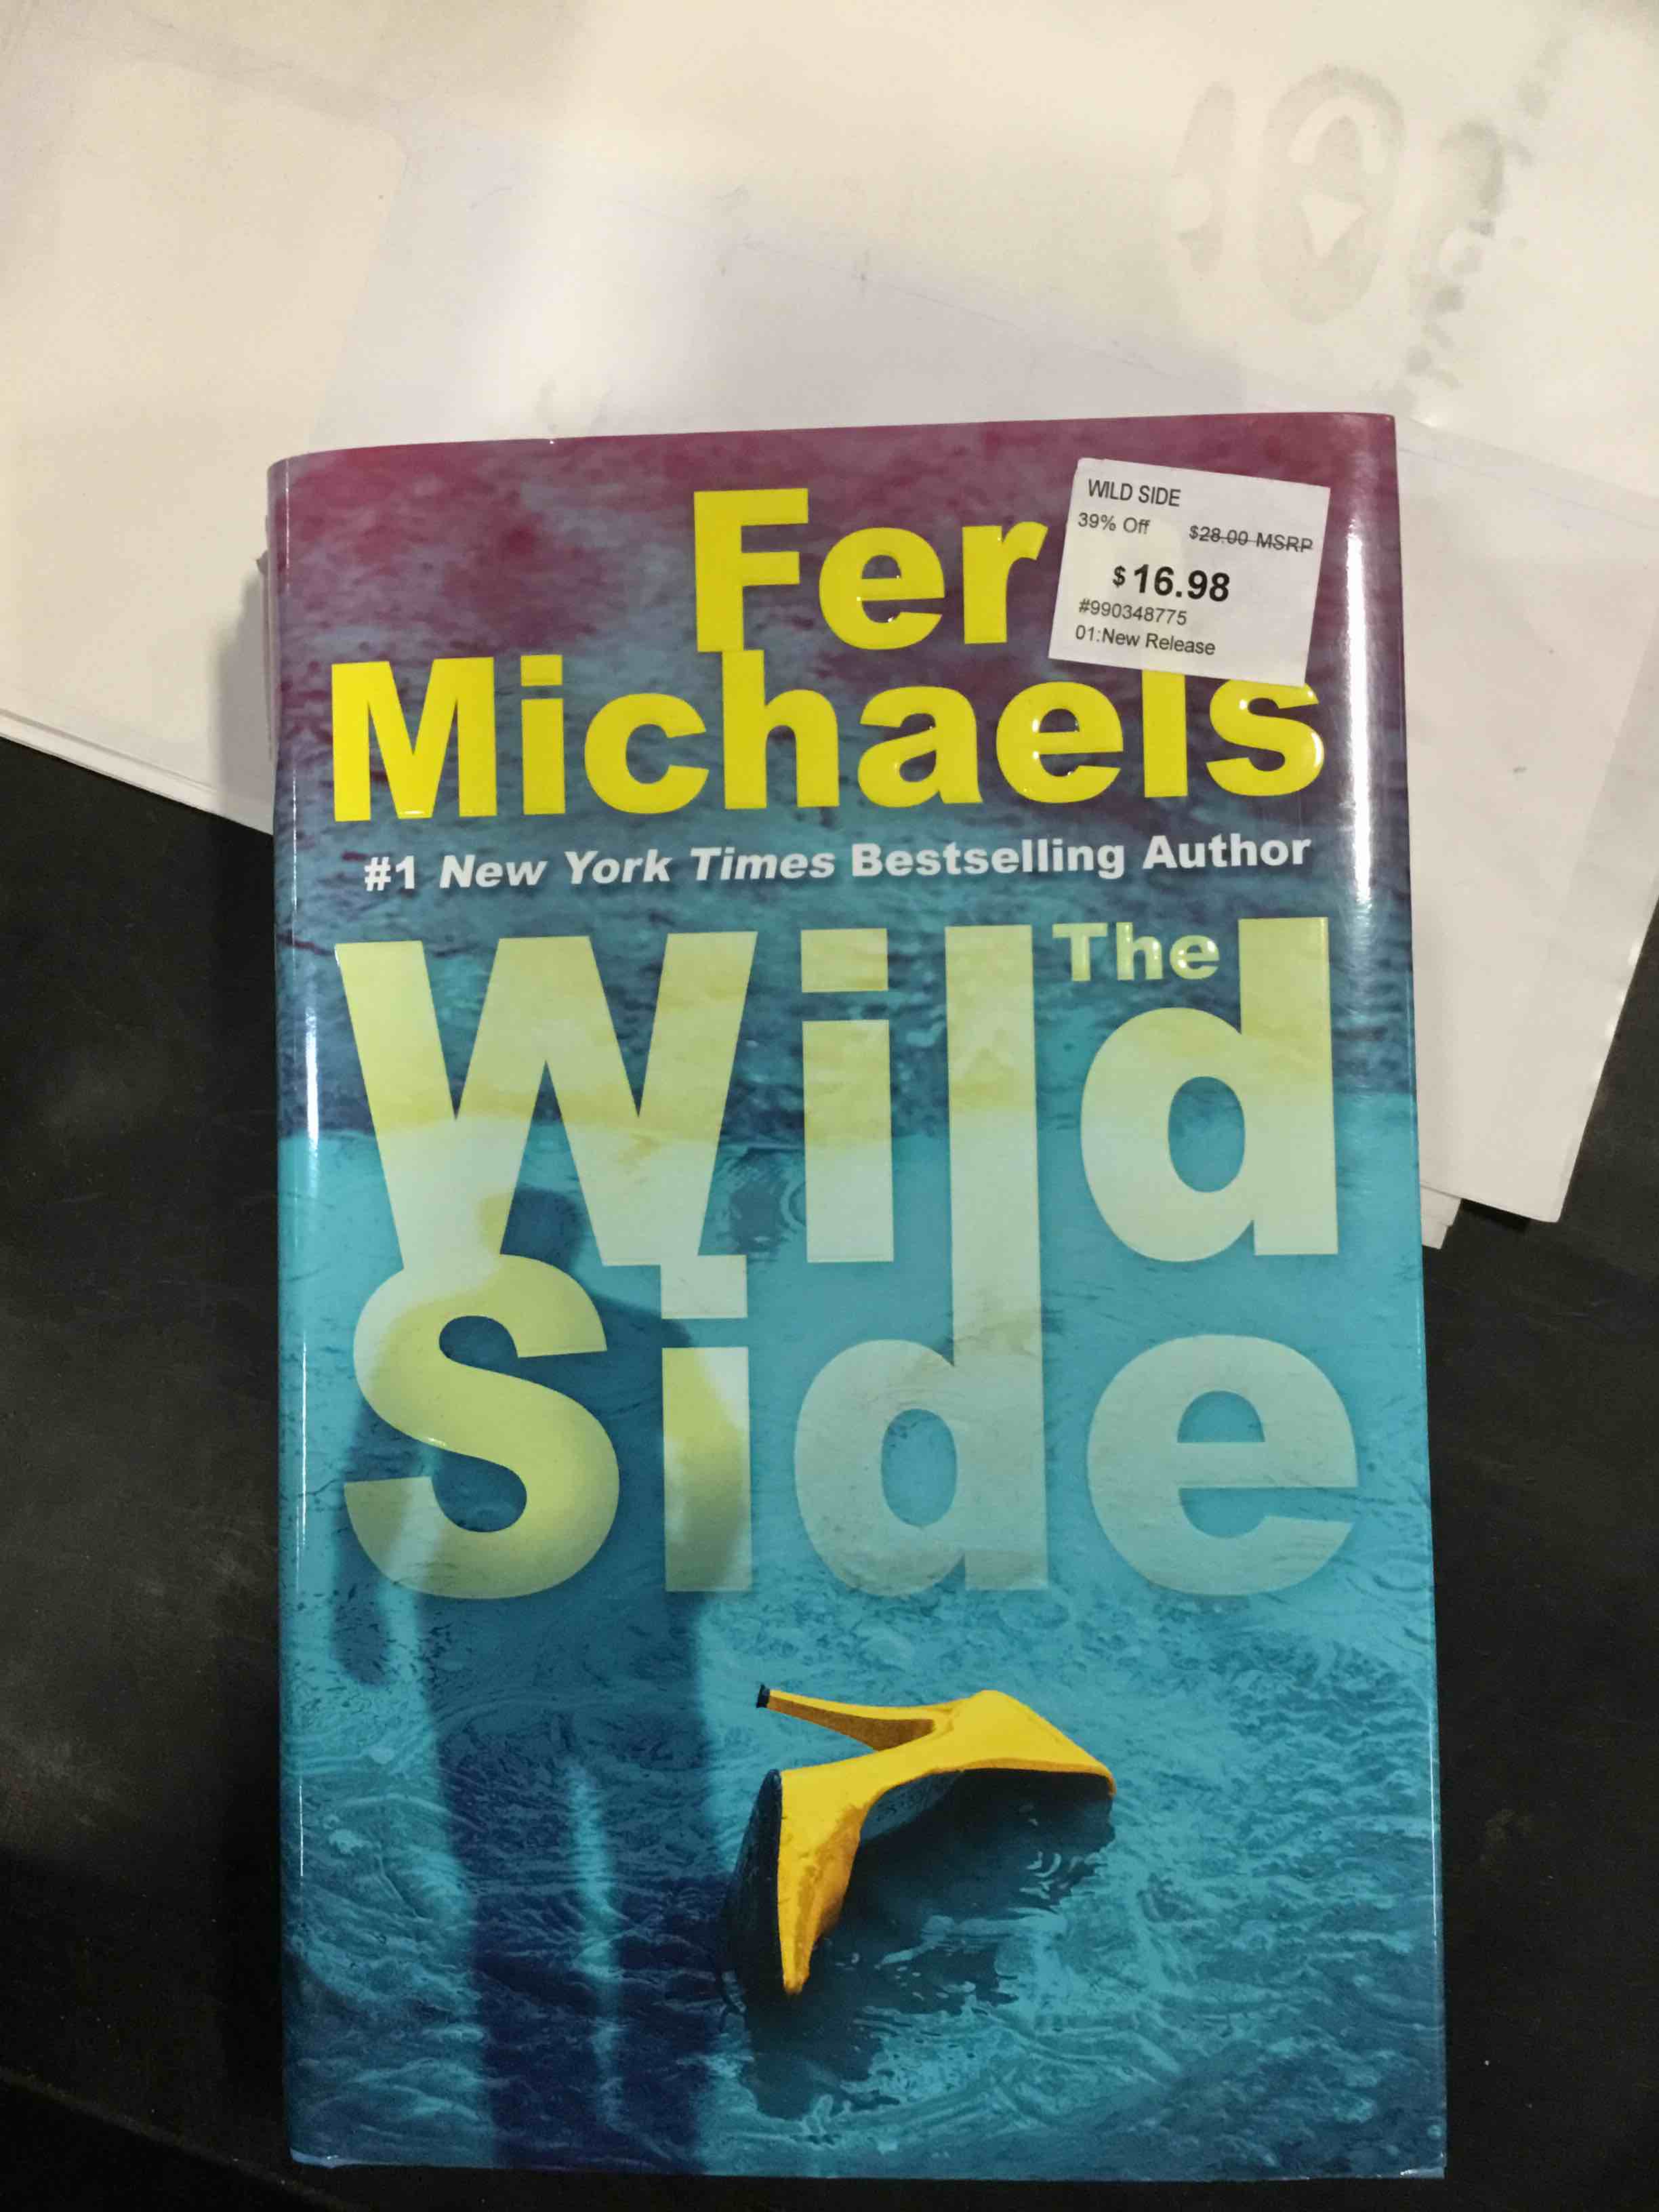 Fer
Michaels
WILD SIDE
39% Off $28.00 MSRP
$16.98
#990348775
01:New Release
#1 New York Times Bestselling Author
The
Wild
Side